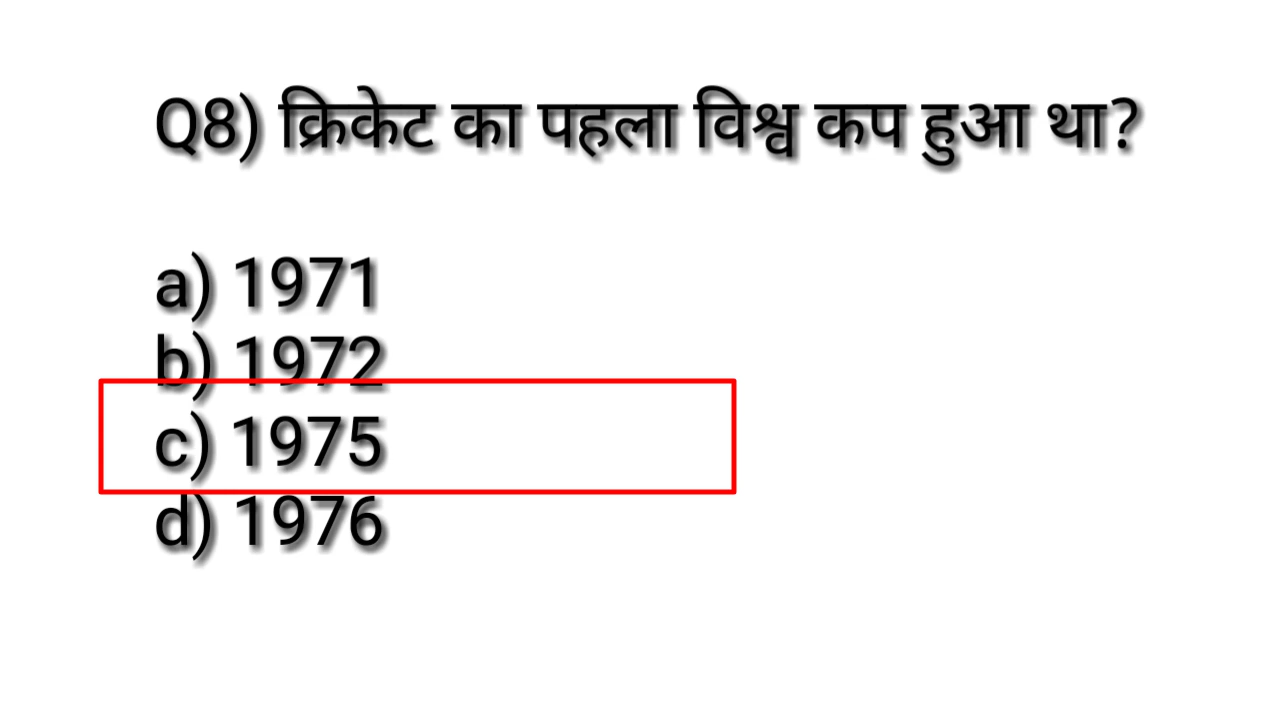 Q8) क्रिकेट का पहला विश्व कप हुआ था?
a) 1971
b) 1972
c) 1975
d) 1976